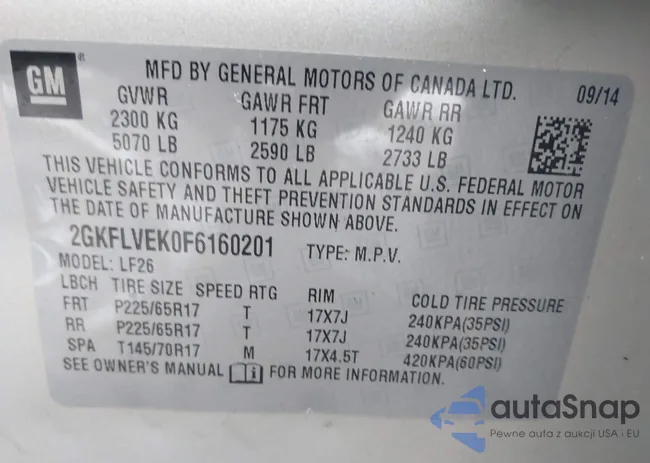 GM
MFD BY GENERAL MOTORS OF CANADA LTD. 09/14
GVWR GAWR FRT GAWR RR
2300 KG 1175 KG 1240 KG
5070 LB 2590 LB 2733 LB
THIS VEHICLE CONFORMS TO ALL APPLICABLE U.S. FEDERAL MOTOR
VEHICLE SAFETY AND THEFT PREVENTION STANDARDS IN EFFECT ON
THE DATE OF MANUFACTURE SHOWN ABOVE.
2GKFLVEK0F6160201 TYPE: M.P.V.
MODEL: LF26
LBCH TIRE SIZE SPEED RTG RIM COLD TIRE PRESSURE
FRT P225/65R17 T 17X7J 240KPA(35PSI)
RR P225/65R17 T 17X7J 240KPA(35PSI)
SPA T145/70R17 M 17X4.5T 420KPA(60PSI)
SEE OWNER'S MANUAL i FOR MORE INFORMATION.
autaSnap
Pewne auta z aukcji USA i EU